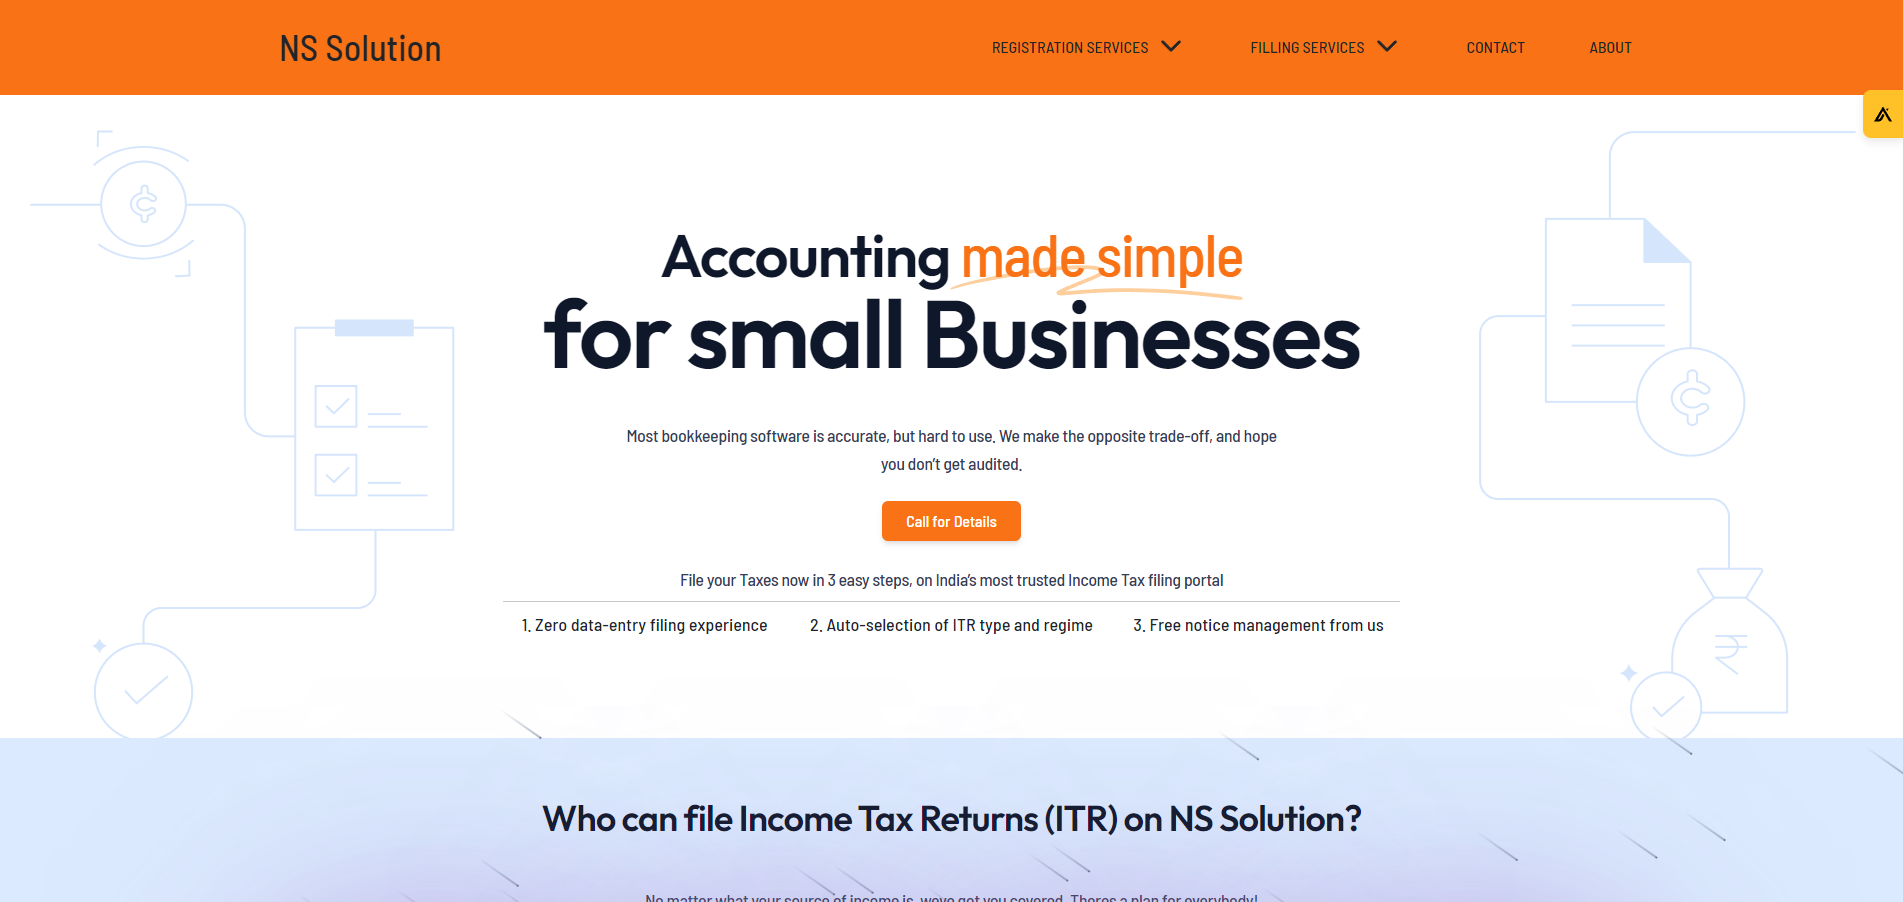 NS Solution
REGISTRATION SERVICES
FILLING SERVICES
CONTACT
ABOUT
Accounting made simple
for small Businesses
Most bookkeeping software is accurate, but hard to use. We make the opposite trade-off, and hope
you don’t get audited.
Call for Details
File your Taxes now in 3 easy steps, on India’s most trusted Income Tax filing portal
1. Zero data-entry filing experience
2. Auto-selection of ITR type and regime
3. Free notice management from us
Who can file Income Tax Returns (ITR) on NS Solution?
No matter what your source of income is, weve got you covered. Theres a plan for everybody!